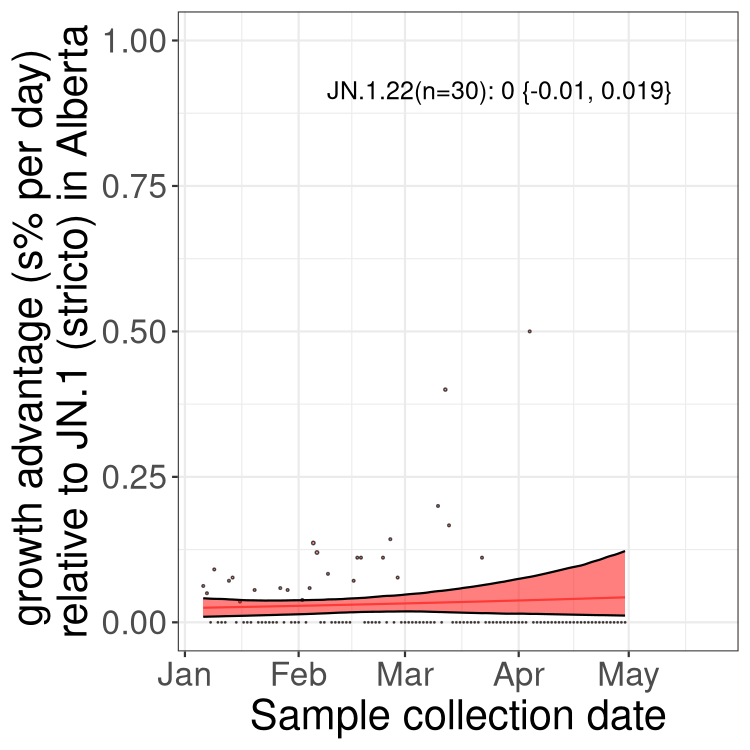 growth advantage (s% per day)
relative to JN.1 (stricto) in Alberta
1.00
JN.1.22(n=30): 0 {-0.01, 0.019}
0.75
0.50
0.25
0.00
Jan Feb Mar Apr May
Sample collection date